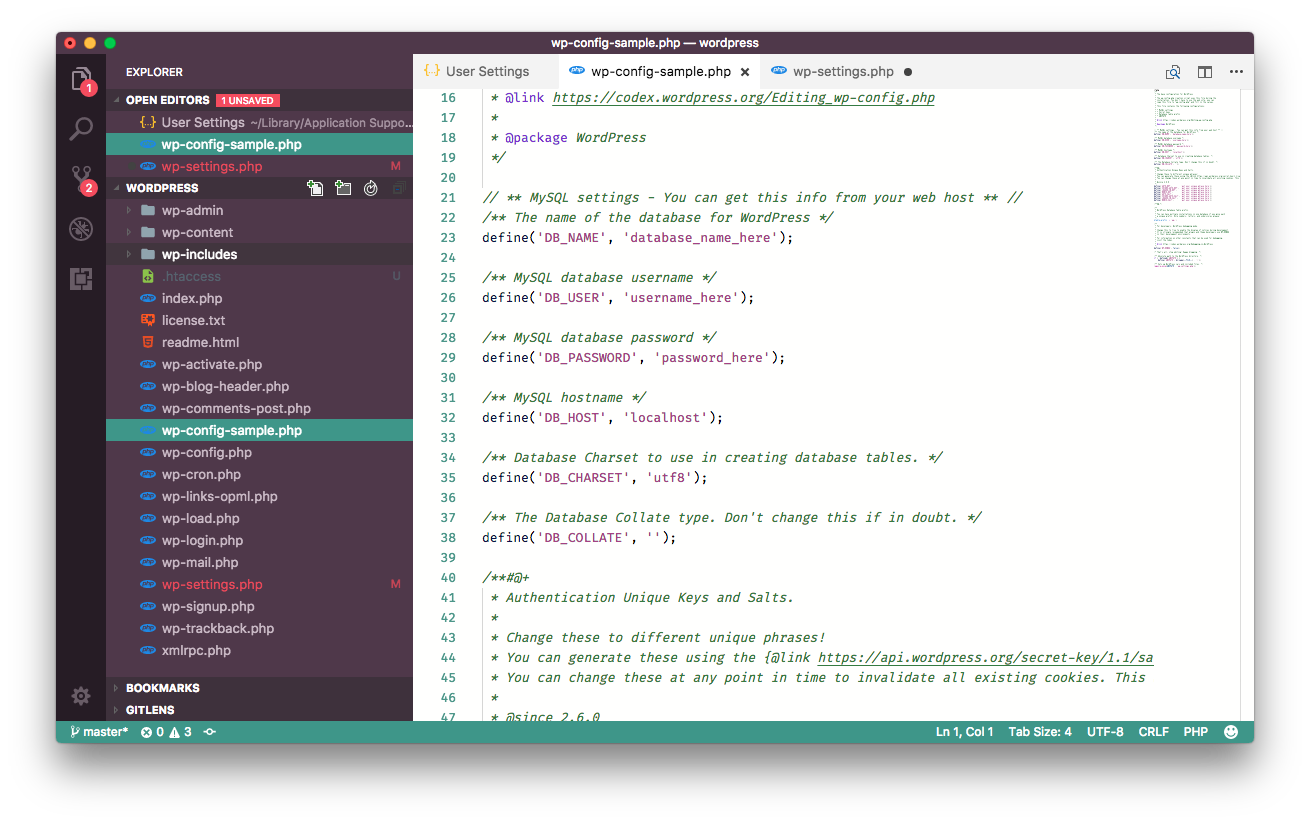 wp-config-sample.php — wordpress
EXPLORER
OPEN EDITORS 1 UNSAVED
{..} User Settings ~/Library/Application Suppo...
wp-config-sample.php
wp-settings.php M
WORDPRESS
wp-admin
wp-content
wp-includes
.htaccess U
index.php
license.txt
readme.html
wp-activate.php
wp-blog-header.php
wp-comments-post.php
wp-config-sample.php
wp-config.php
wp-cron.php
wp-links-opml.php
wp-load.php
wp-login.php
wp-mail.php
wp-settings.php M
wp-signup.php
wp-trackback.php
xmlrpc.php
BOOKMARKS
GITLENS
1
2
{..} User Settings php wp-config-sample.php × php wp-settings.php ●
16 * @link https://codex.wordpress.org/Editing_wp-config.php
17 *
18 * @package WordPress
19 */
20
21 // ** MySQL settings - You can get this info from your web host ** //
22 /** The name of the database for WordPress */
23 define('DB_NAME', 'database_name_here');
24
25 /** MySQL database username */
26 define('DB_USER', 'username_here');
27
28 /** MySQL database password */
29 define('DB_PASSWORD', 'password_here');
30
31 /** MySQL hostname */
32 define('DB_HOST', 'localhost');
33
34 /** Database Charset to use in creating database tables. */
35 define('DB_CHARSET', 'utf8');
36
37 /** The Database Collate type. Don't change this if in doubt. */
38 define('DB_COLLATE', '');
39
40 /**#@+
41 * Authentication Unique Keys and Salts.
42 *
43 * Change these to different unique phrases!
44 * You can generate these using the {@link https://api.wordpress.org/secret-key/1.1/sa
45 * You can change these at any point in time to invalidate all existing cookies. This
46 *
47 * @since 2.6.0
master* 0 3 Ln 1, Col 1 Tab Size: 4 UTF-8 CRLF PHP